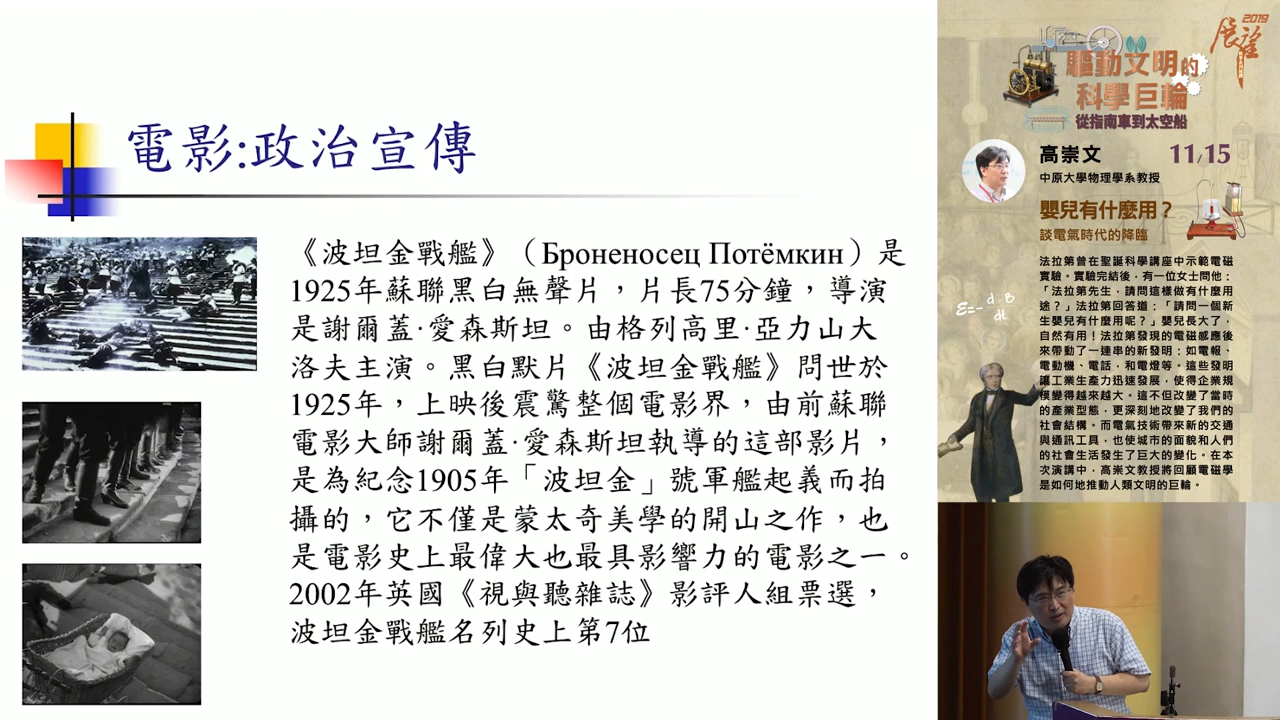 電影:政治宣傳
《波坦金戰艦》（Броненосец Потёмкин）是
1925年蘇聯黑白無聲片，片長75分鐘，導演
是謝爾蓋·愛森斯坦。由格列高里·亞力山大
洛夫主演。黑白默片《波坦金戰艦》問世於
1925年，上映後震驚整個電影界，由前蘇聯
電影大師謝爾蓋·愛森斯坦執導的這部影片，
是為紀念1905年「波坦金」號軍艦起義而拍
攝的，它不僅是蒙太奇美學的開山之作，也
是電影史上最偉大也最具影響力的電影之一。
2002年英國《視與聽雜誌》影評人組票選，
波坦金戰艦名列史上第7位
2019
展望
驅動文明的
科學巨輪
從指南車到太空船
高崇文
11/15
中原大學物理學系教授
嬰兒有什麼用？
談電氣時代的降臨
法拉第曾在聖誕科學講座中示範電磁
實驗。實驗完結後，有一位女士問他：
「法拉第先生，請問這樣做有什麼用
途？」法拉第回答道：「請問一個新
生嬰兒有什麼用呢？」嬰兒長大了，
自然有用！法拉第發現的電磁感應後
來帶動了一連串的新發明：如電報、
電動機、電話，和電燈等。這些發明
讓工業生產力迅速發展，使得企業規
模變得越來越大。這不但改變了當時
的產業型態，更深刻地改變了我們的
社會結構。而電氣技術帶來新的交通
與通訊工具，也使城市的面貌和人們
的社會生活發生了巨大的變化。在本
次演講中，高崇文教授將回顧電磁學
是如何地推動人類文明的巨輪。